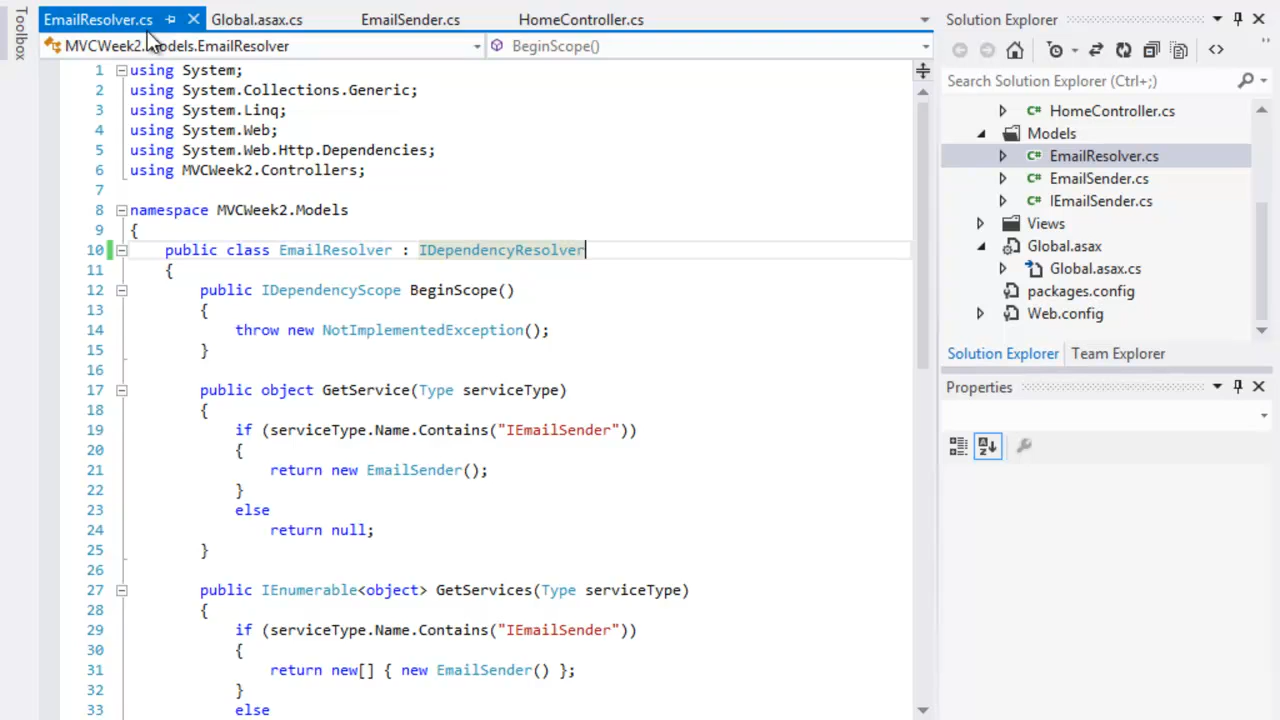 Toolbox
EmailResolver.cs
Global.asax.cs
EmailSender.cs
HomeController.cs
MVCWeek2.Models.EmailResolver
BeginScope()
1 using System;
2 using System.Collections.Generic;
3 using System.Linq;
4 using System.Web;
5 using System.Web.Http.Dependencies;
6 using MVCWeek2.Controllers;
7
8 namespace MVCWeek2.Models
9 {
10 public class EmailResolver : IDependencyResolver
11 {
12 public IDependencyScope BeginScope()
13 {
14 throw new NotImplementedException();
15 }
16
17 public object GetService(Type serviceType)
18 {
19 if (serviceType.Name.Contains("IEmailSender"))
20 {
21 return new EmailSender();
22 }
23 else
24 return null;
25 }
26
27 public IEnumerable<object> GetServices(Type serviceType)
28 {
29 if (serviceType.Name.Contains("IEmailSender"))
30 {
31 return new[] { new EmailSender() };
32 }
33 else
Solution Explorer
Search Solution Explorer (Ctrl+;)
C# HomeController.cs
Models
C# EmailResolver.cs
C# EmailSender.cs
C# IEmailSender.cs
Views
Global.asax
Global.asax.cs
packages.config
Web.config
Solution Explorer Team Explorer
Properties